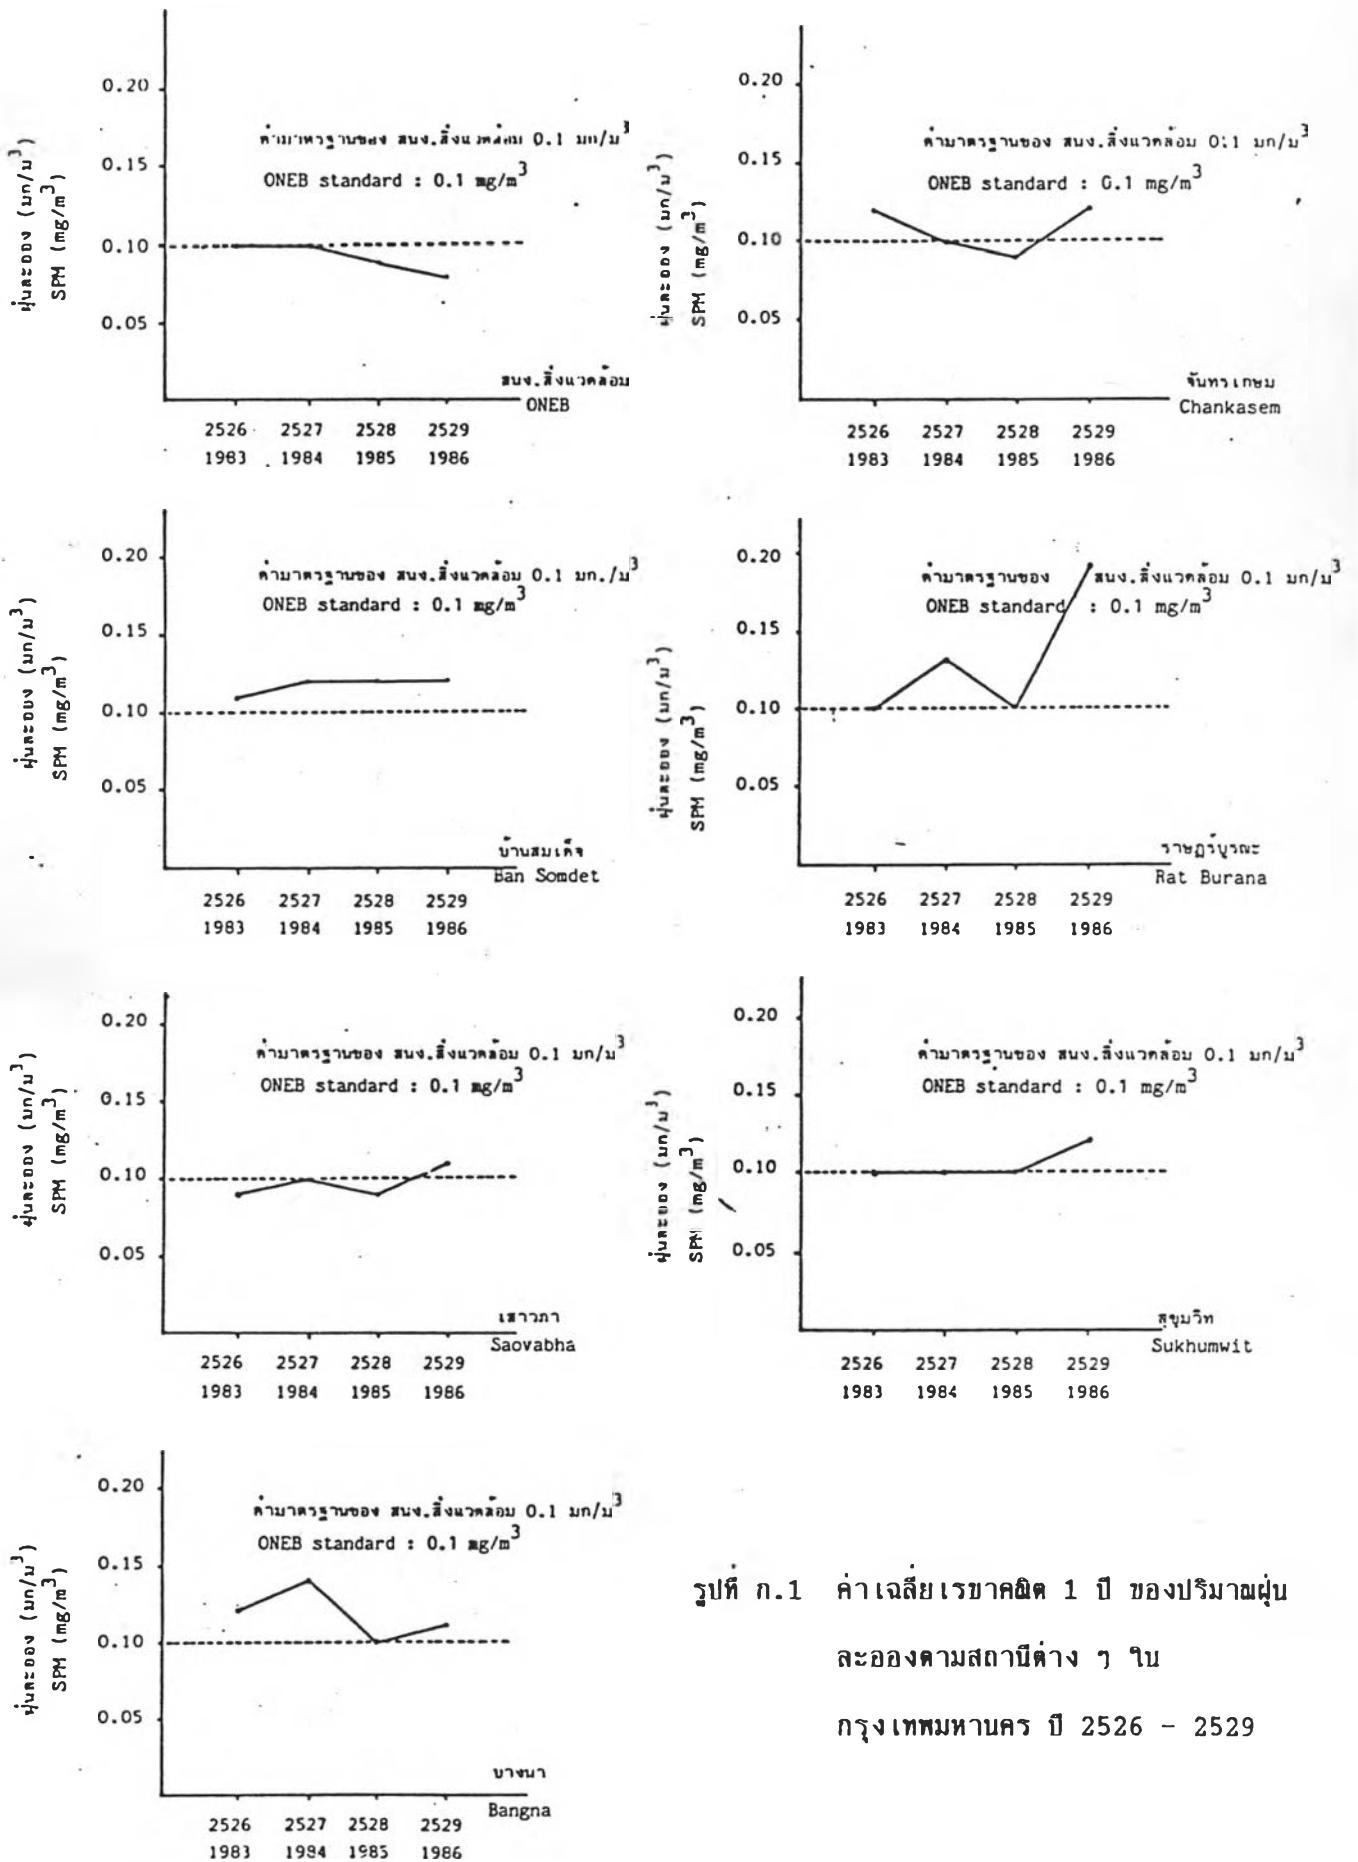 ฝุ่นละออง (มก/ม3)
SPM (mg/m3)
0.20
0.15
0.10
0.05
ค่ามาตรฐานของ สนง.สิ่งแวดล้อม 0.1 มก/ม3
ONEB standard : 0.1 mg/m3
สนง.สิ่งแวดล้อม
ONEB
2526 2527 2528 2529
1983 1984 1985 1986
ฝุ่นละออง (มก/ม3)
SPM (mg/m3)
0.20
0.15
0.10
0.05
ค่ามาตรฐานของ สนง.สิ่งแวดล้อม 0.1 มก/ม3
ONEB standard : 0.1 mg/m3
จันทรเกษม
Chankasem
2526 2527 2528 2529
1983 1984 1985 1986
ฝุ่นละออง (มก/ม3)
SPM (mg/m3)
0.20
0.15
0.10
0.05
ค่ามาตรฐานของ สนง.สิ่งแวดล้อม 0.1 มก./ม3
ONEB standard : 0.1 mg/m3
บ้านสมเด็จ
Ban Somdet
2526 2527 2528 2529
1983 1984 1985 1986
ฝุ่นละออง (มก/ม3)
SPM (mg/m3)
0.20
0.15
0.10
0.05
ค่ามาตรฐานของ สนง.สิ่งแวดล้อม 0.1 มก/ม3
ONEB standard : 0.1 mg/m3
ราษฎร์บูรณะ
Rat Burana
2526 2527 2528 2529
1983 1984 1985 1986
ฝุ่นละออง (มก/ม3)
SPM (mg/m3)
0.20
0.15
0.10
0.05
ค่ามาตรฐานของ สนง.สิ่งแวดล้อม 0.1 มก/ม3
ONEB standard : 0.1 mg/m3
เสาวภา
Saovabha
2526 2527 2528 2529
1983 1984 1985 1986
ฝุ่นละออง (มก/ม3)
SPM (mg/m3)
0.20
0.15
0.10
0.05
ค่ามาตรฐานของ สนง.สิ่งแวดล้อม 0.1 มก/ม3
ONEB standard : 0.1 mg/m3
สุขุมวิท
Sukhumwit
2526 2527 2528 2529
1983 1984 1985 1986
ฝุ่นละออง (มก/ม3)
SPM (mg/m3)
0.20
0.15
0.10
0.05
ค่ามาตรฐานของ สนง.สิ่งแวดล้อม 0.1 มก/ม3
ONEB standard : 0.1 mg/m3
บางนา
Bangna
2526 2527 2528 2529
1983 1984 1985 1986
รูปที่ ก.1 ค่าเฉลี่ยเรขาคณิต 1 ปี ของปริมาณฝุ่น
ละอองตามสถานีต่าง ๆ ใน
กรุงเทพมหานคร ปี 2526 - 2529